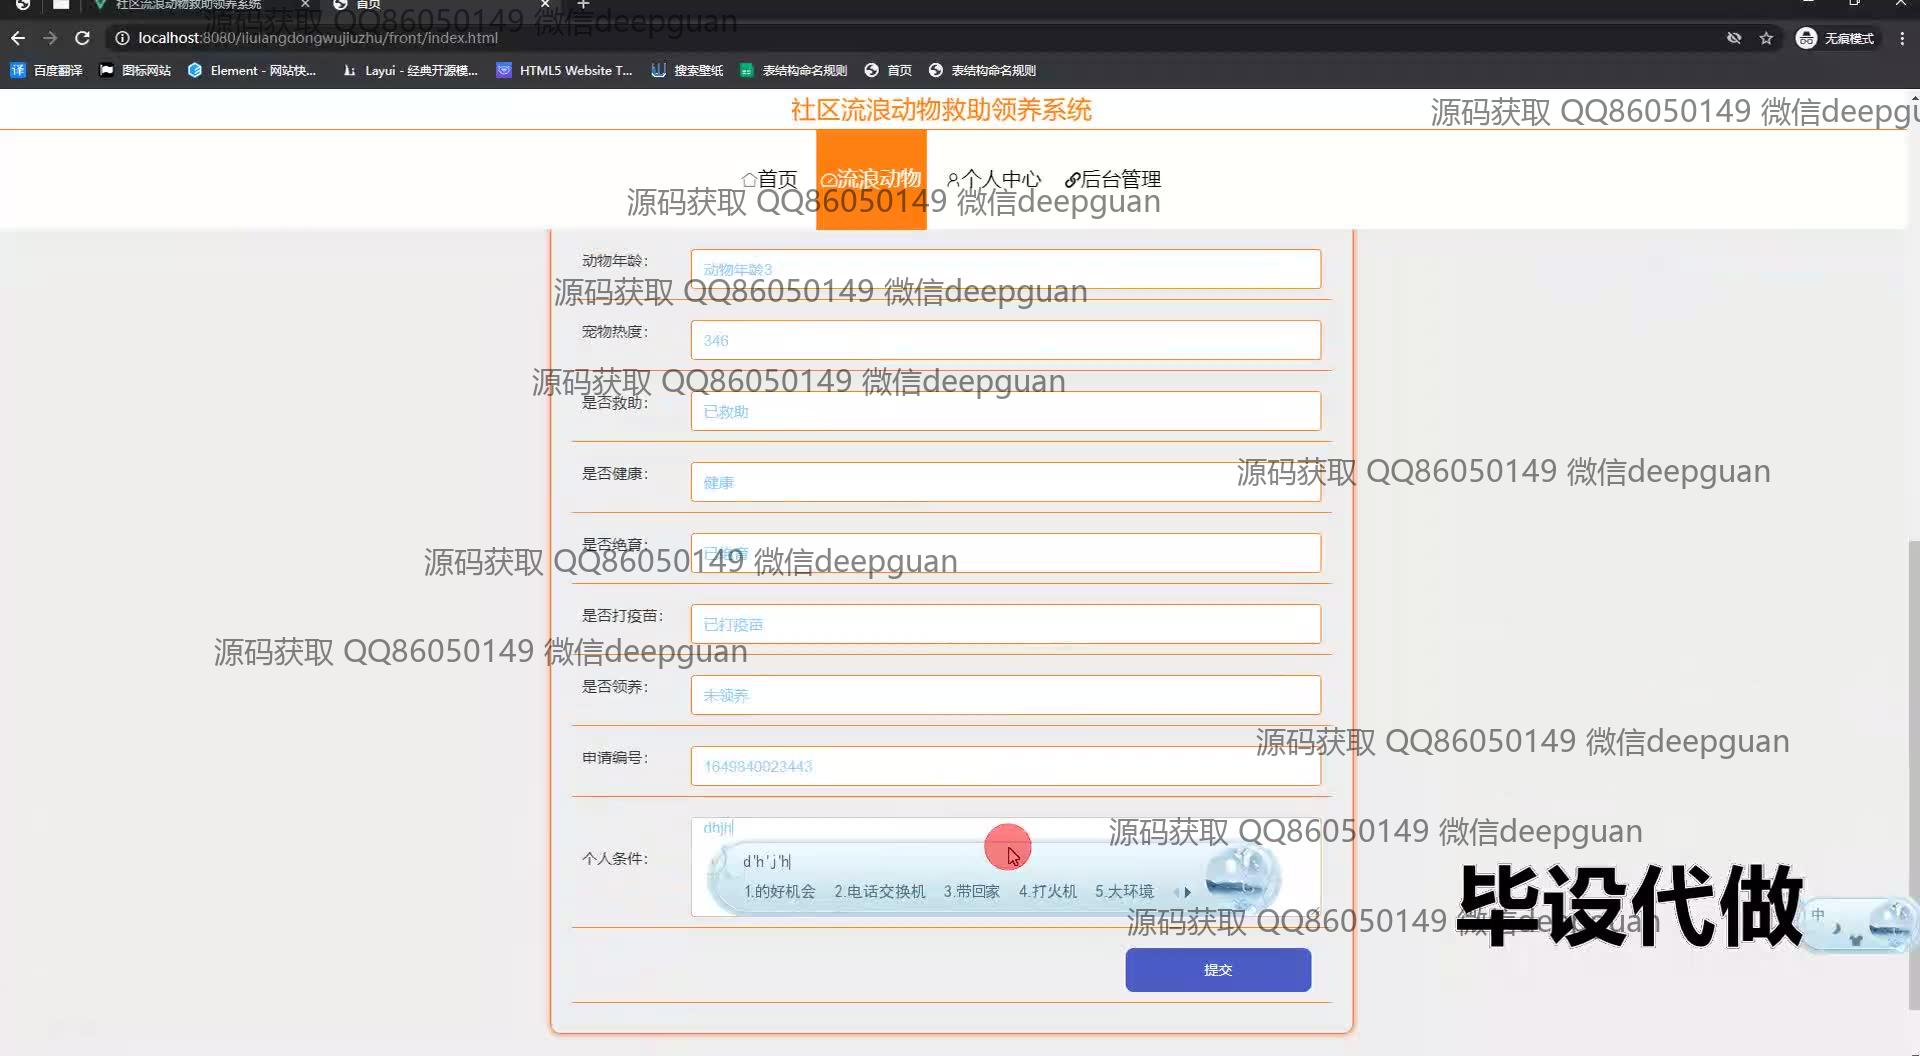 社区流浪动物救助领养系统
首页
源码获取 QQ86050149 微信deepguan
localhost:8080/liulangdongwujiuzhu/front/index.html
无痕模式
百度翻译
图标网站
Element - 网站快...
Layui - 经典开源模...
HTML5 Website T...
搜索壁纸
表结构命名规则
首页
表结构命名规则
社区流浪动物救助领养系统
源码获取 QQ86050149 微信deepgu
首页
流浪动物
个人中心
后台管理
源码获取 QQ86050149 微信deepguan
动物年龄：
动物年龄3
源码获取 QQ86050149 微信deepguan
宠物热度：
346
源码获取 QQ86050149 微信deepguan
是否救助：
已救助
是否健康：
健康
源码获取 QQ86050149 微信deepguan
是否绝育：
已绝育
源码获取 QQ86050149 微信deepguan
是否打疫苗：
已打疫苗
源码获取 QQ86050149 微信deepguan
是否领养：
未领养
源码获取 QQ86050149 微信deepguan
申请编号：
1649840023443
个人条件：
dhjh
源码获取 QQ86050149 微信deepguan
d'h'j'h
1.的好机会 2.电话交换机 3.带回家 4.打火机 5.大环境
源码获取 QQ86050149 微信deepguan
毕设代做
中
提交